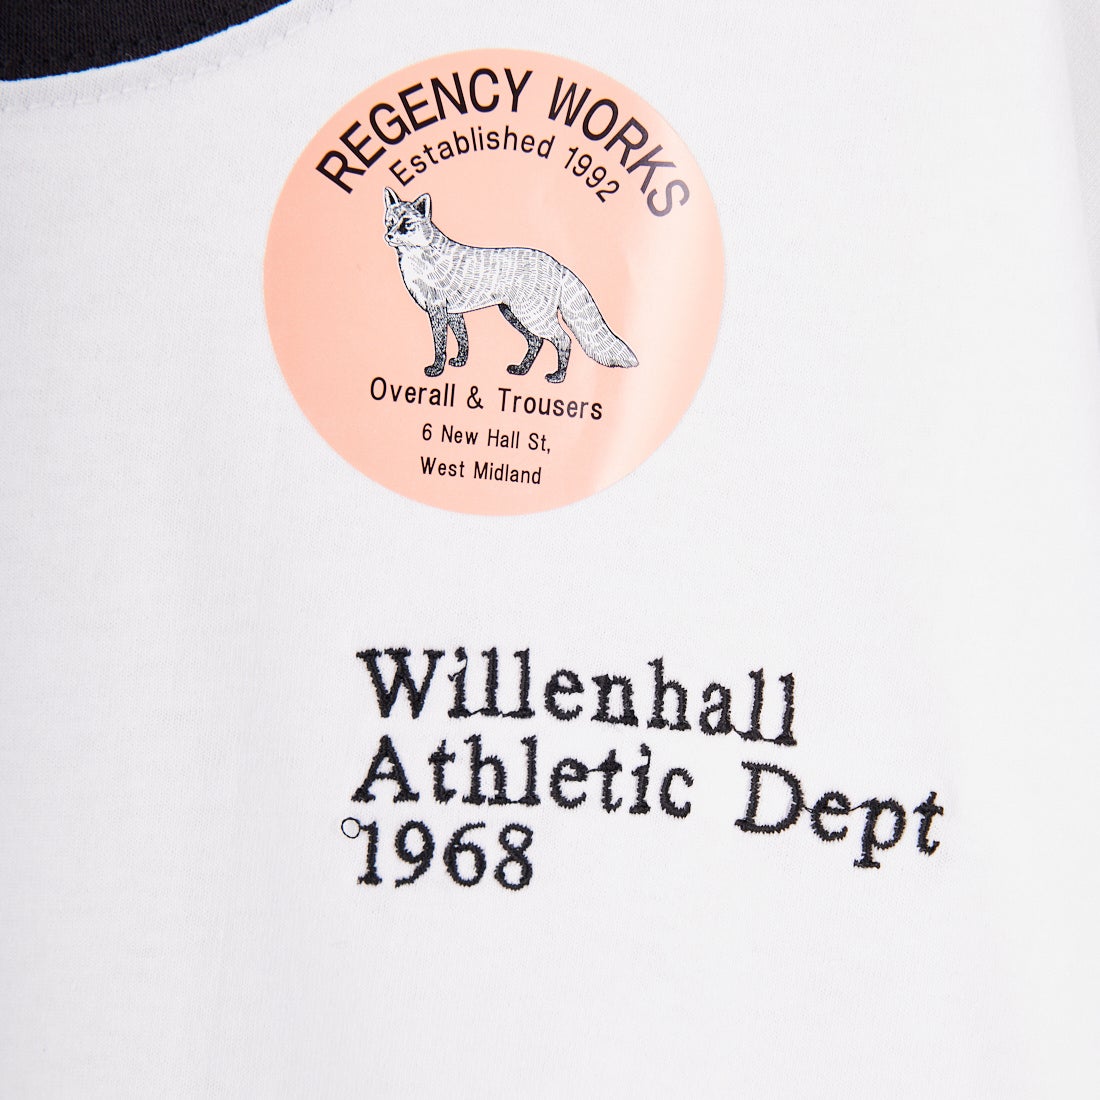 REGENCY WORKS
Established 1992
Overall & Trousers
6 New Hall St,
West Midland
Willenhall
Athletic Dept
1968